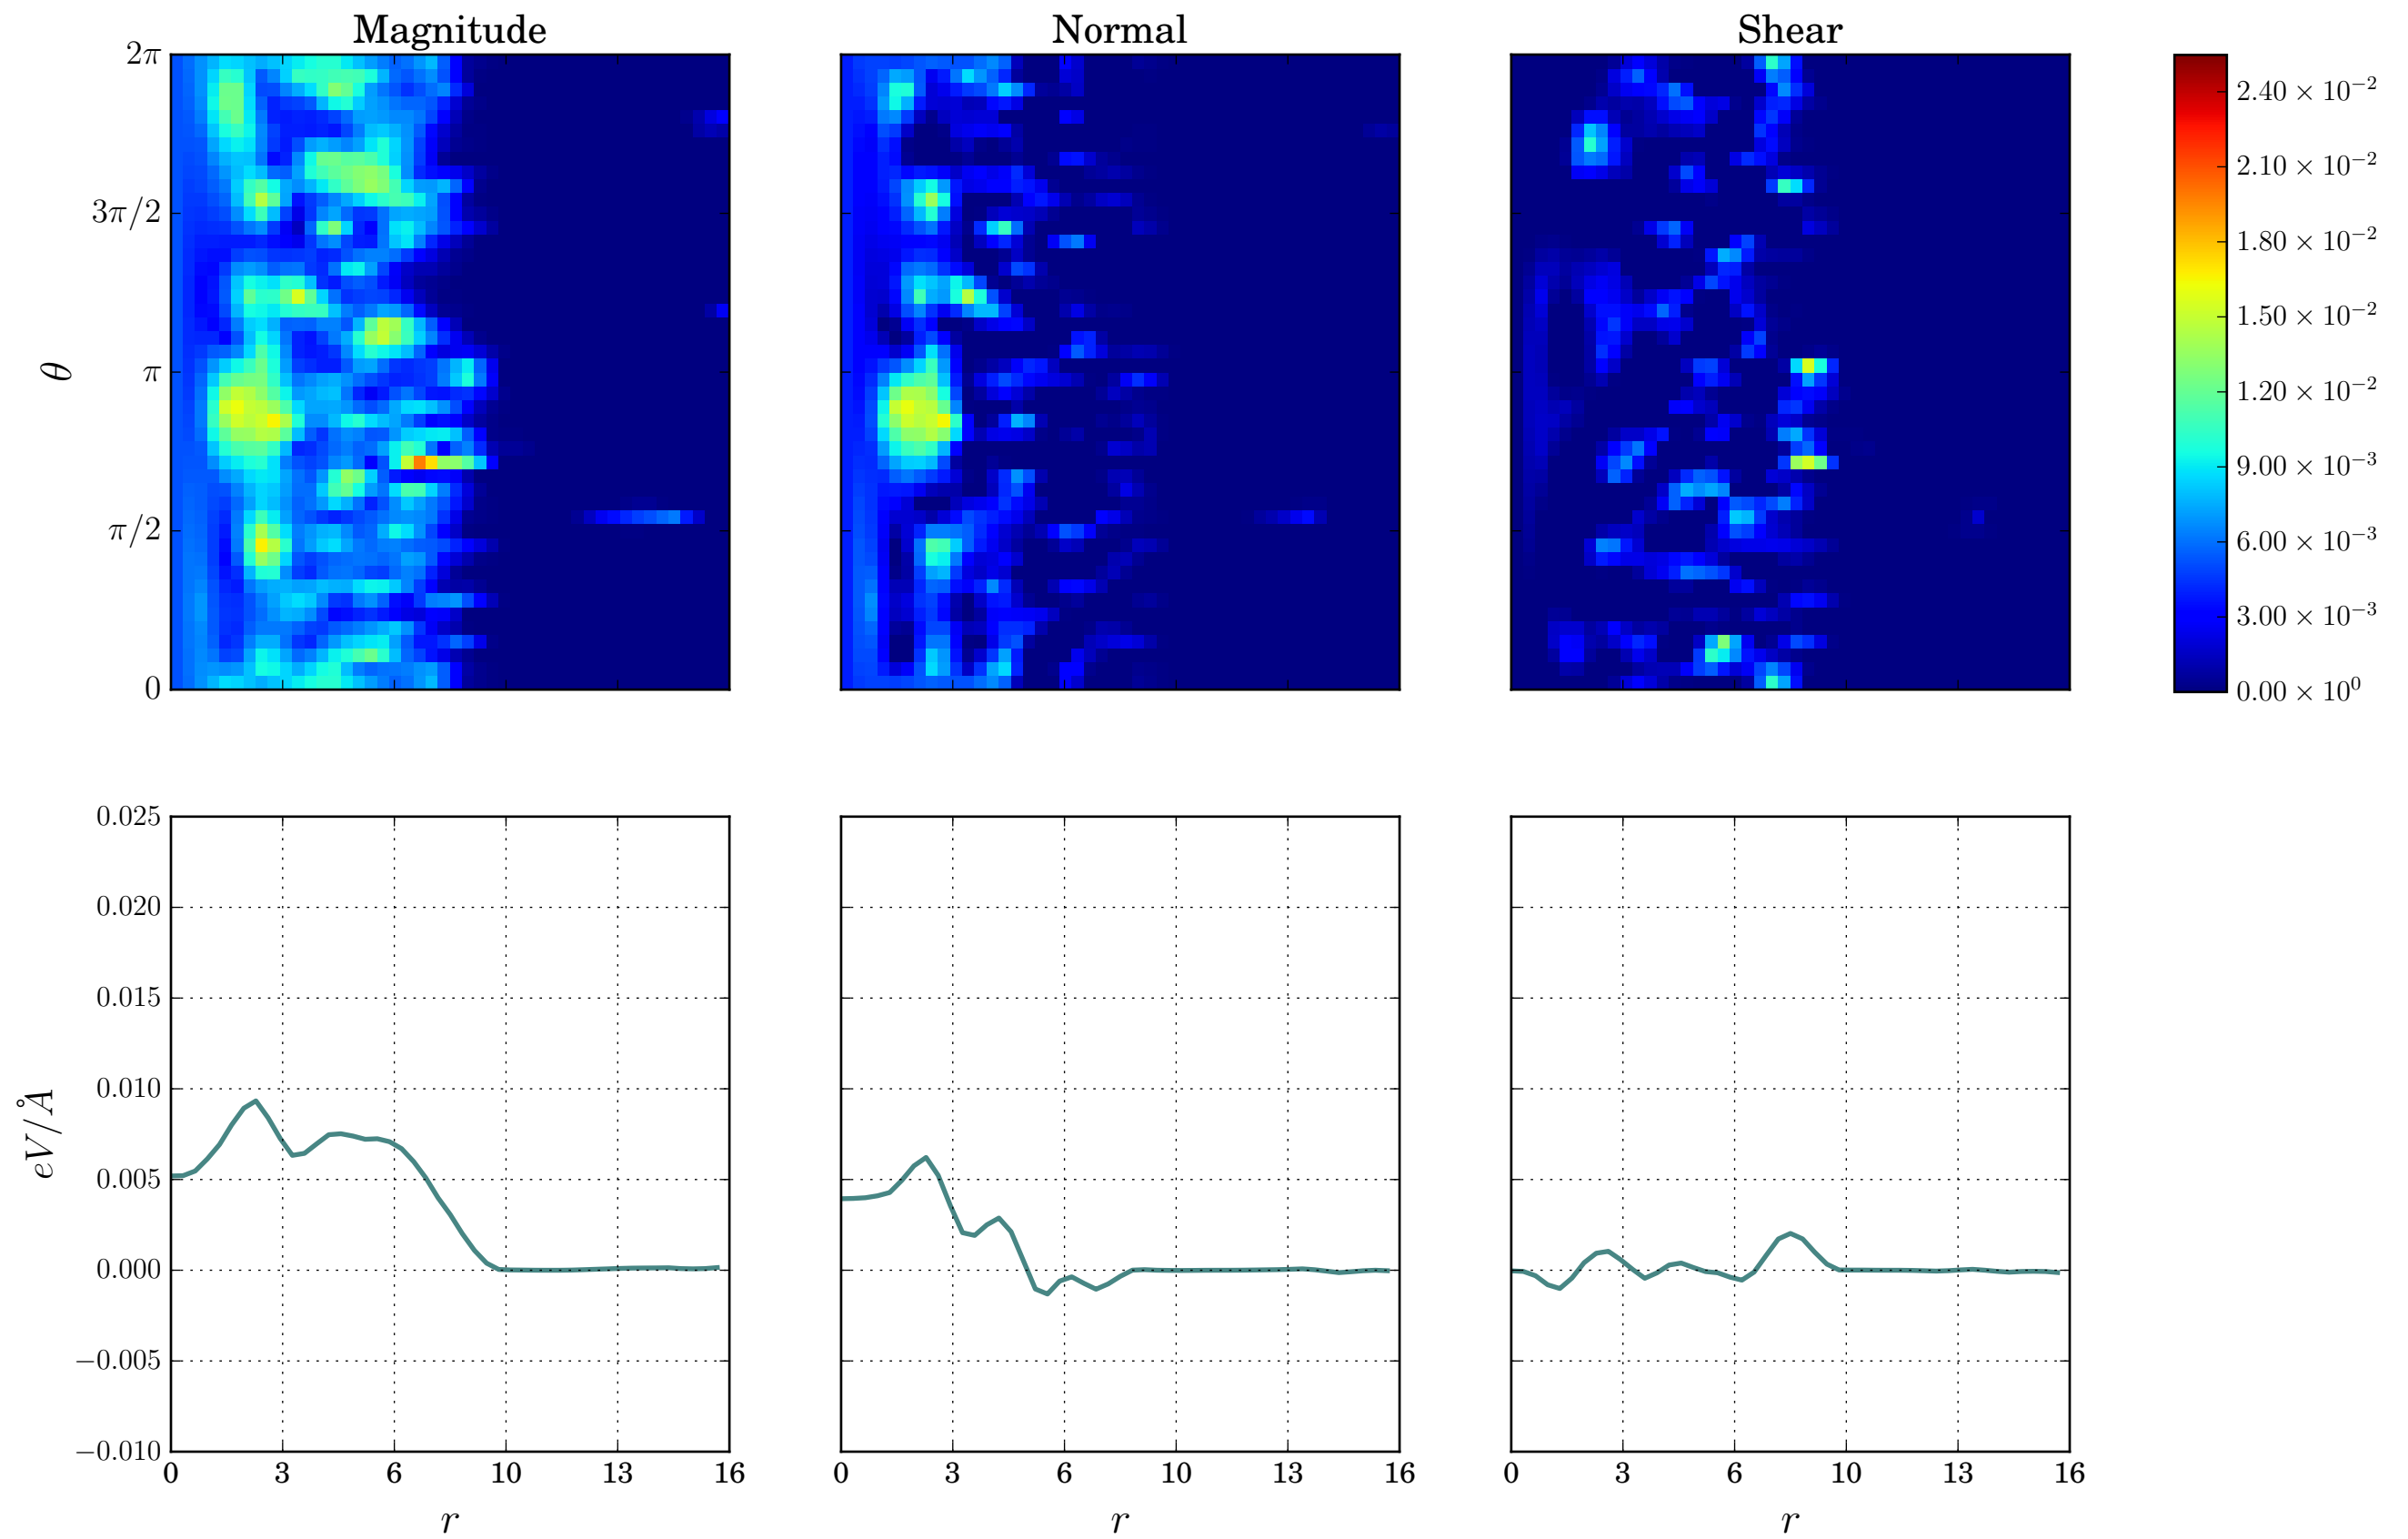 Magnitude Normal Shear
2π
3π/2
π
π/2
0
θ
2.40 × 10⁻²
2.10 × 10⁻²
1.80 × 10⁻²
1.50 × 10⁻²
1.20 × 10⁻²
9.00 × 10⁻³
6.00 × 10⁻³
3.00 × 10⁻³
0.00 × 10⁰
0.025
0.020
0.015
0.010
0.005
0.000
−0.005
−0.010
eV/Å
0 3 6 10 13 16 0 3 6 10 13 16 0 3 6 10 13 16
r r r